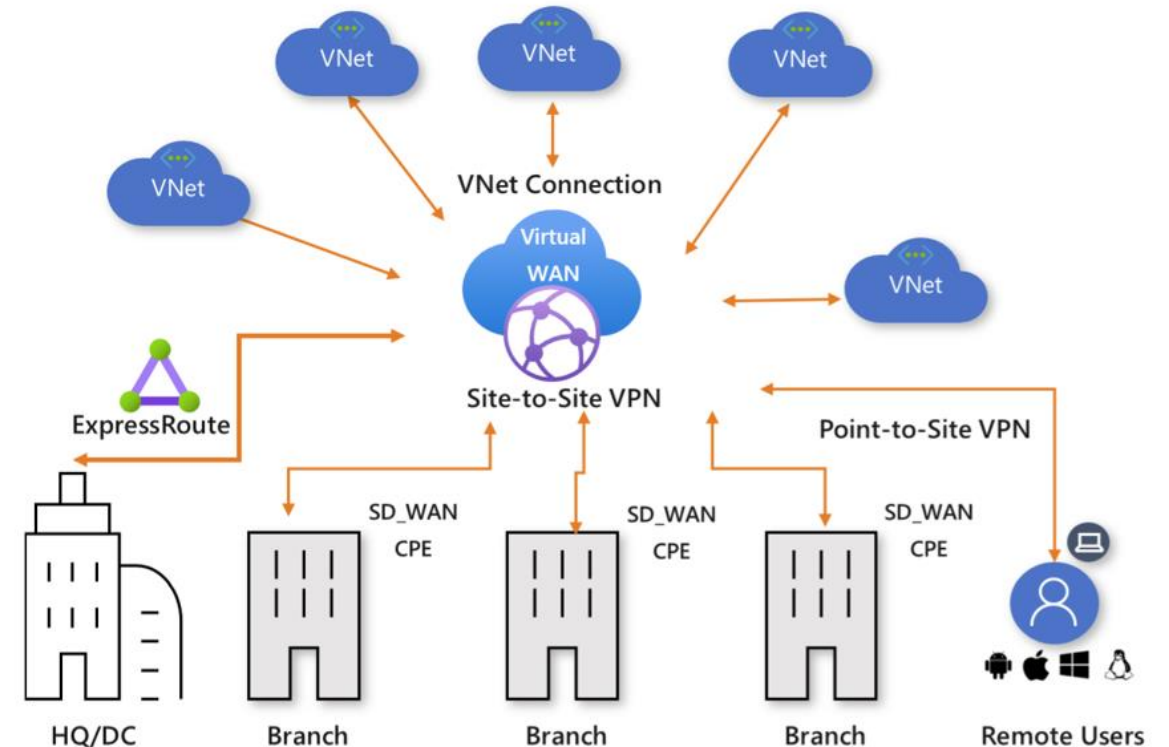 VNet
VNet
VNet
VNet
VNet Connection
Virtual
WAN
VNet
Site-to-Site VPN
ExpressRoute
Point-to-Site VPN
SD_WAN
CPE
SD_WAN
CPE
SD_WAN
CPE
HQ/DC
Branch
Branch
Branch
Remote Users